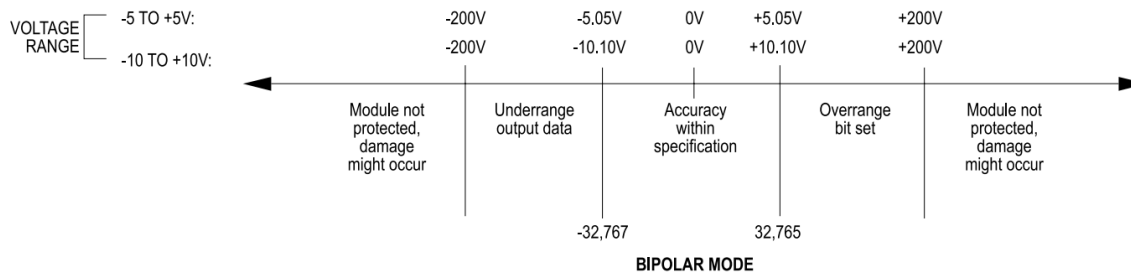 VOLTAGE
RANGE
-5 TO +5V: -200V -5.05V 0V +5.05V +200V
-10 TO +10V: -200V -10.10V 0V +10.10V +200V
Module not
protected,
damage
might occur
Underrange
output data
Accuracy
within
specification
Overrange
bit set
Module not
protected,
damage
might occur
-32,767 32,765
BIPOLAR MODE